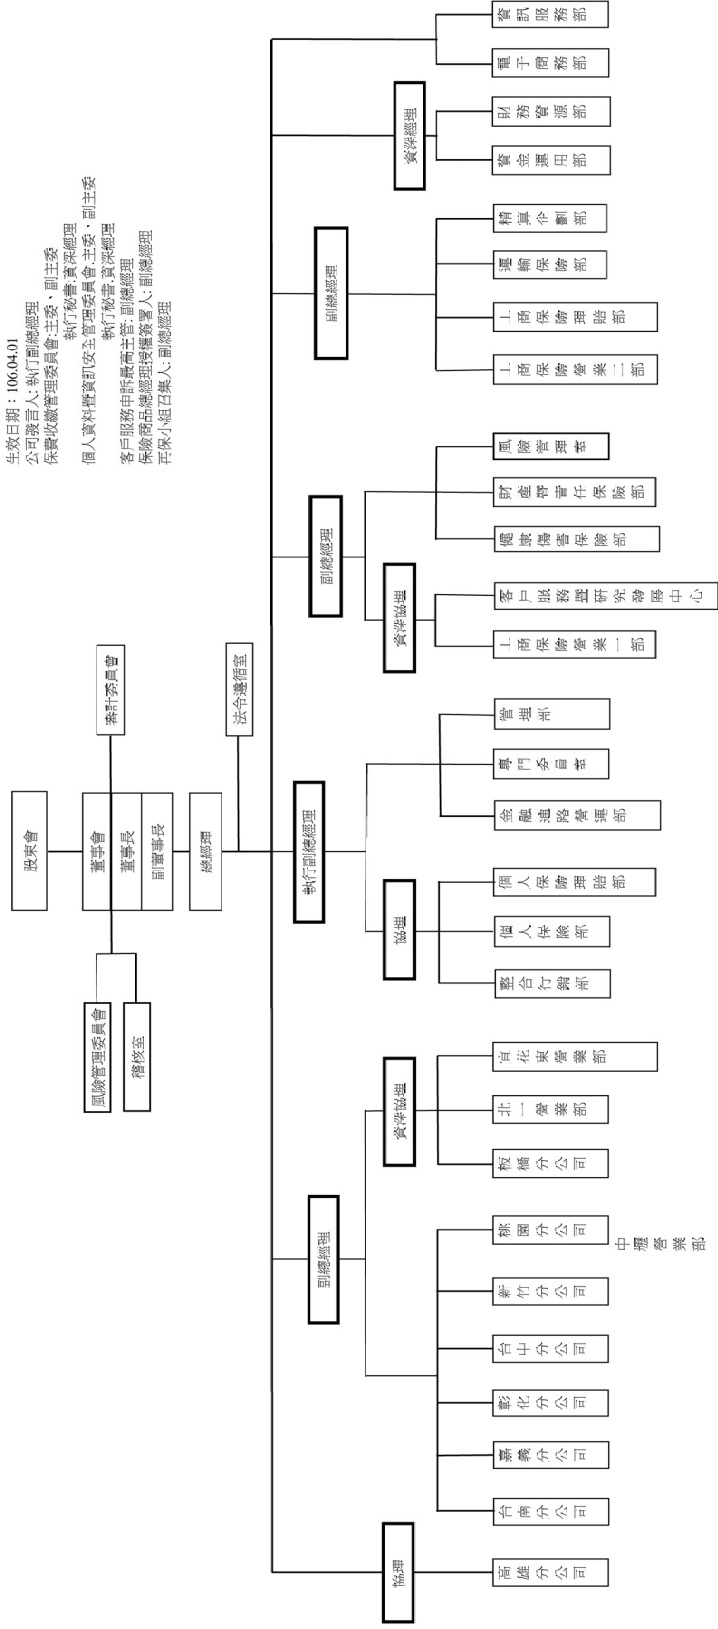 生效日期：106.04.01
公司發言人：執行副總經理
保費收繳管理委員會：主委、副主委
執行秘書：資深經理
個人資料暨資訊安全管理委員會：主委、副主委
執行秘書：資深經理
客戶服務申訴最高主管：副總經理
保險商品總經理授權簽署人：副總經理
再保小組召集人：副總經理
股東會
董事會
董事長
副董事長
審計委員會
風險管理委員會
稽核室
總經理
法令遵循室
協理
高雄分公司
副總經理
台南分公司
嘉義分公司
彰化分公司
台中分公司
新竹分公司
桃園分公司
中壢營業部
資深協理
板橋分公司
北一營業部
宜花東營業部
執行副總經理
協理
整合行銷部
個人保險部
個人保險理賠部
金融通路營運部
專門委員室
管理部
副總經理
資深協理
工商保險營業一部
客戶服務暨研究發展中心
健康傷害保險部
財產暨責任保險部
風險管理室
副總經理
工商保險營業二部
工商保險理賠部
運輸保險部
精算企劃部
資深經理
資金運用部
財務資源部
電子商務部
資訊服務部